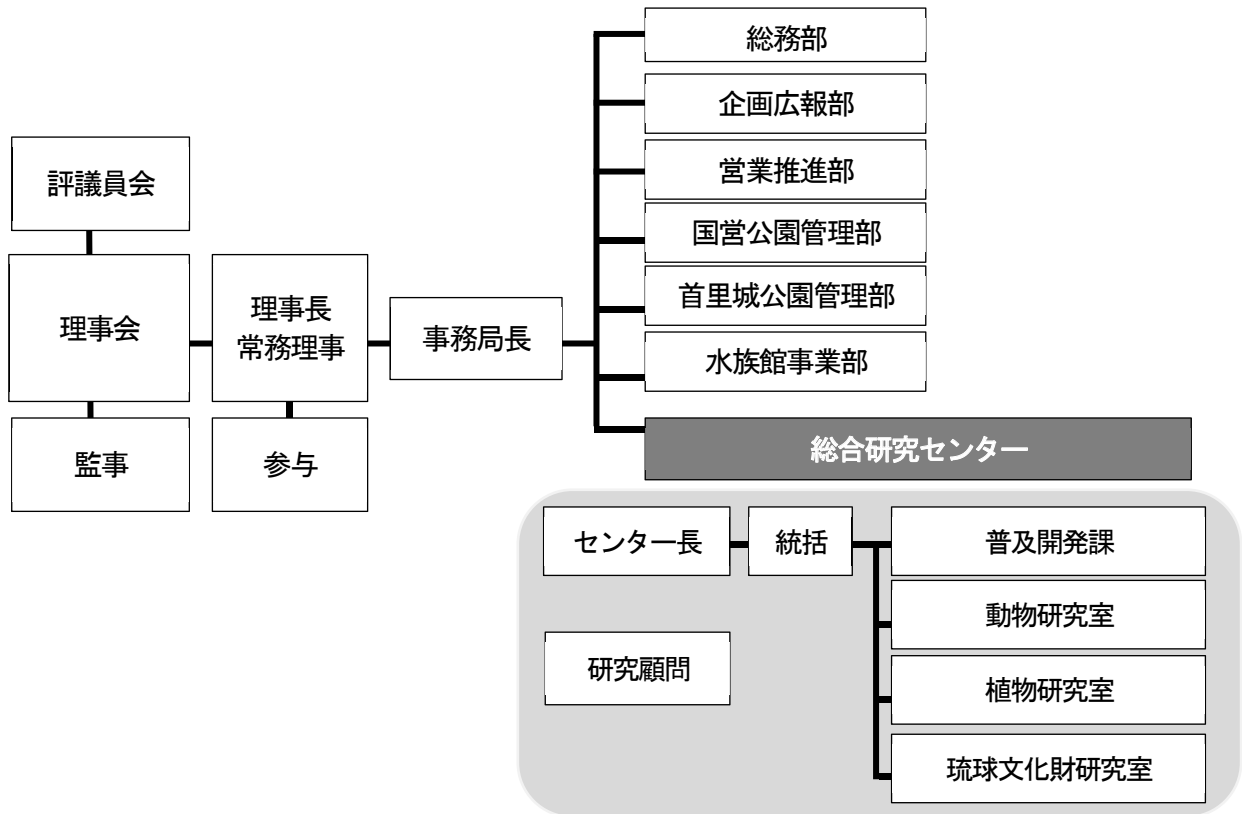 総務部
企画広報部
営業推進部
国営公園管理部
首里城公園管理部
水族館事業部
評議員会
理事会
理事長
常務理事
事務局長
監事
参与
総合研究センター
センター長
統括
普及開発課
動物研究室
研究顧問
植物研究室
琉球文化財研究室